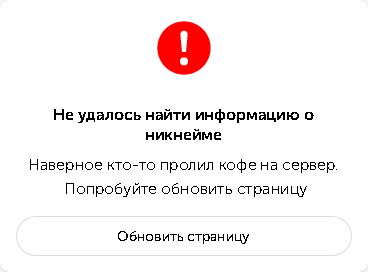 Не удалось найти информацию о
никнейме
Наверное кто-то пролил кофе на сервер.
Попробуйте обновить страницу
Обновить страницу